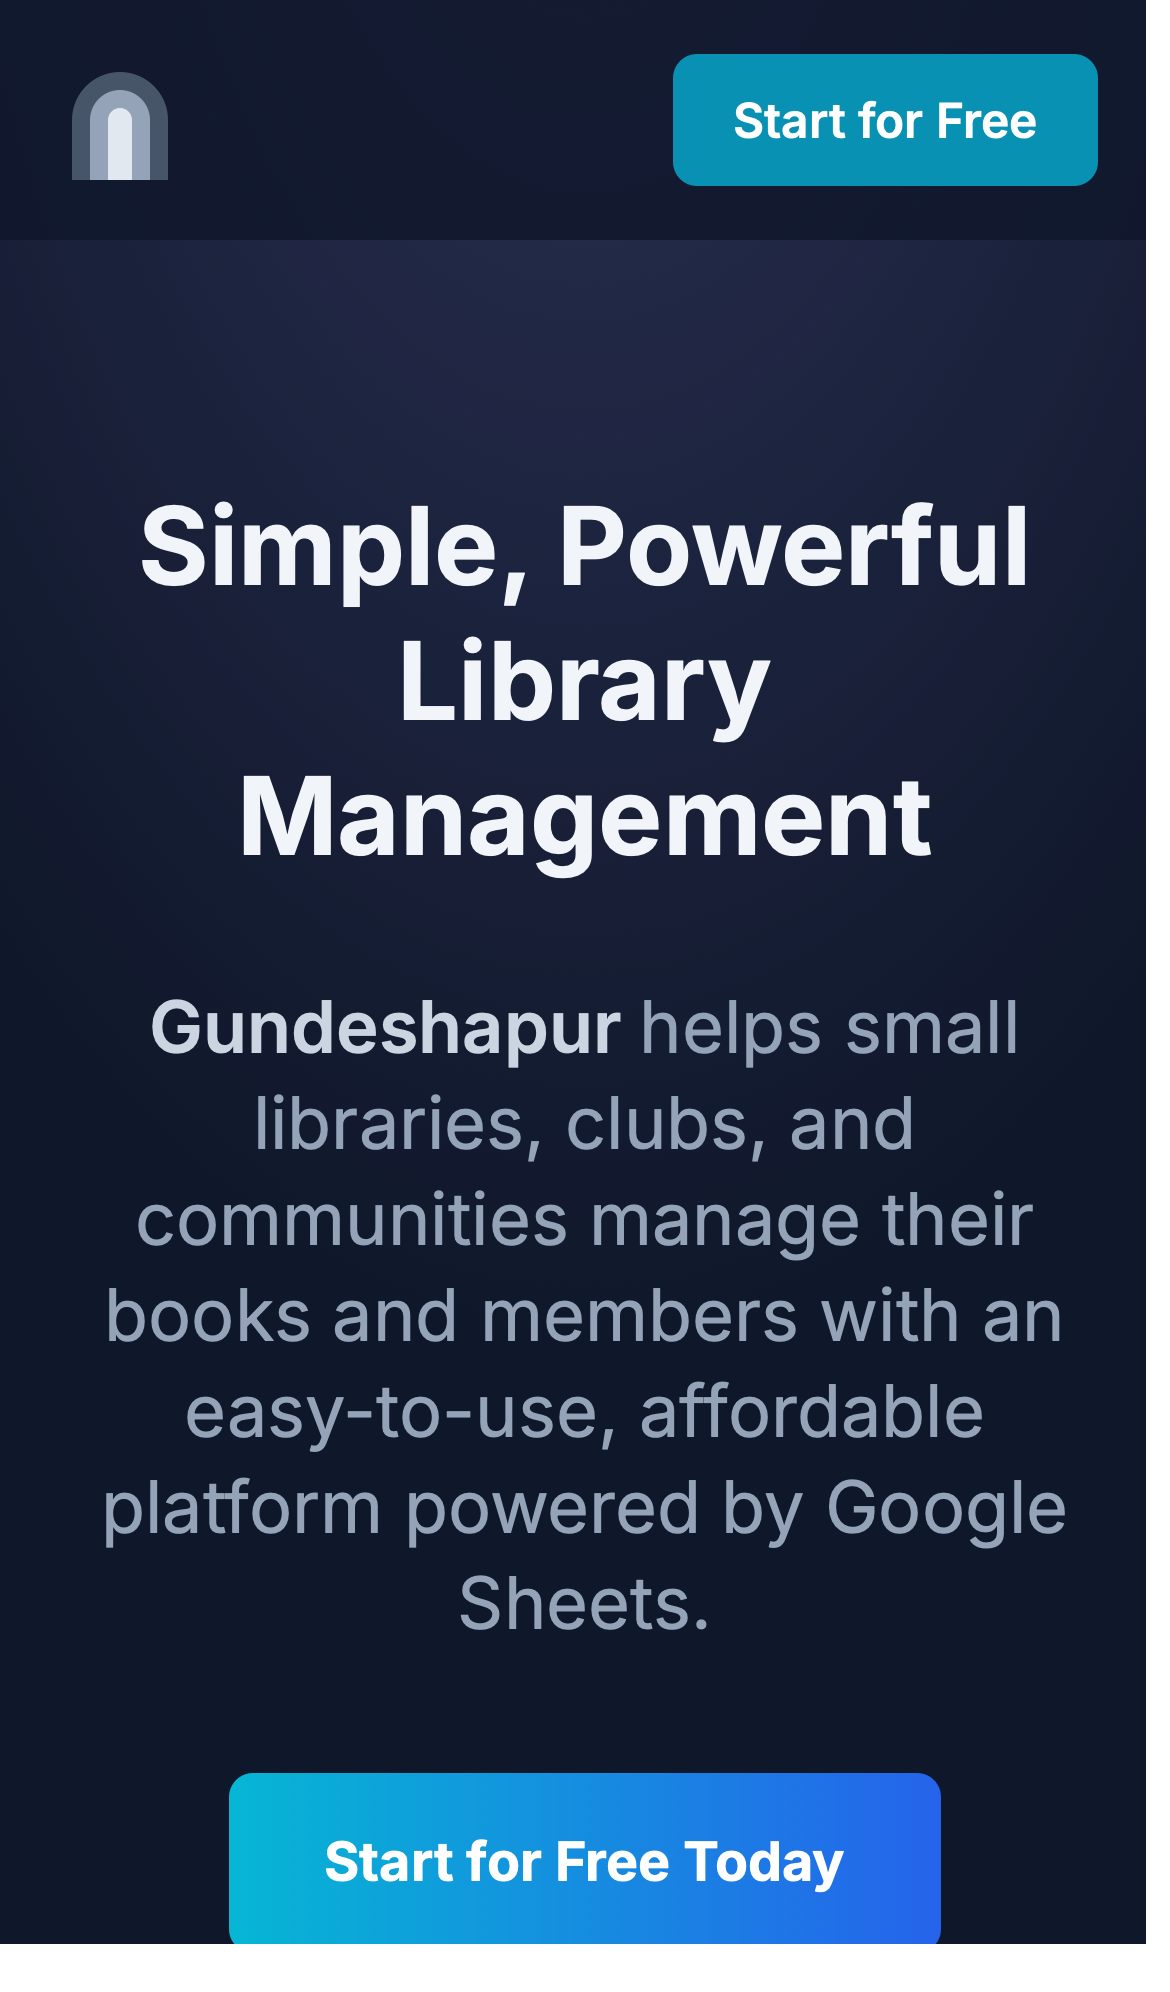 Start for Free
Simple, Powerful
Library
Management
Gundeshapur helps small
libraries, clubs, and
communities manage their
books and members with an
easy-to-use, affordable
platform powered by Google
Sheets.
Start for Free Today